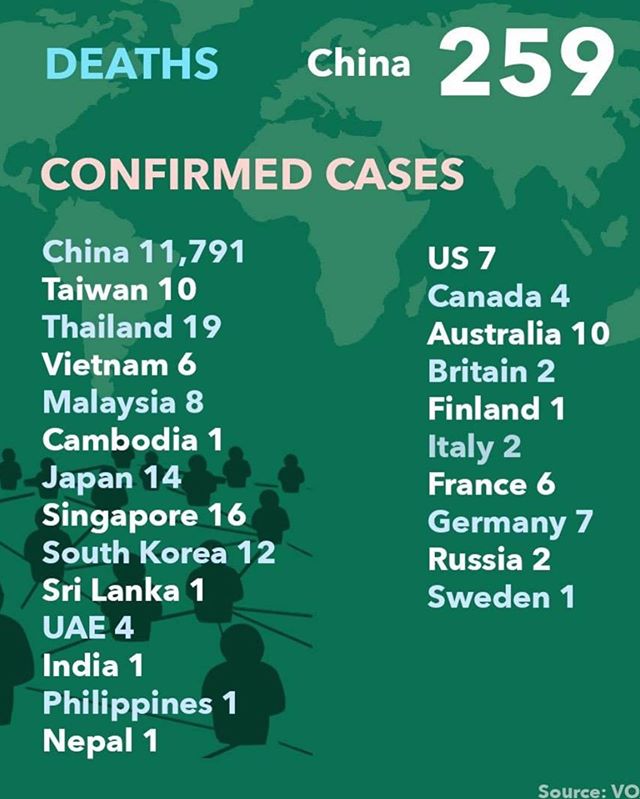 DEATHS China 259
CONFIRMED CASES
China 11,791
Taiwan 10
Thailand 19
Vietnam 6
Malaysia 8
Cambodia 1
Japan 14
Singapore 16
South Korea 12
Sri Lanka 1
UAE 4
India 1
Philippines 1
Nepal 1
US 7
Canada 4
Australia 10
Britain 2
Finland 1
Italy 2
France 6
Germany 7
Russia 2
Sweden 1
Source: VO